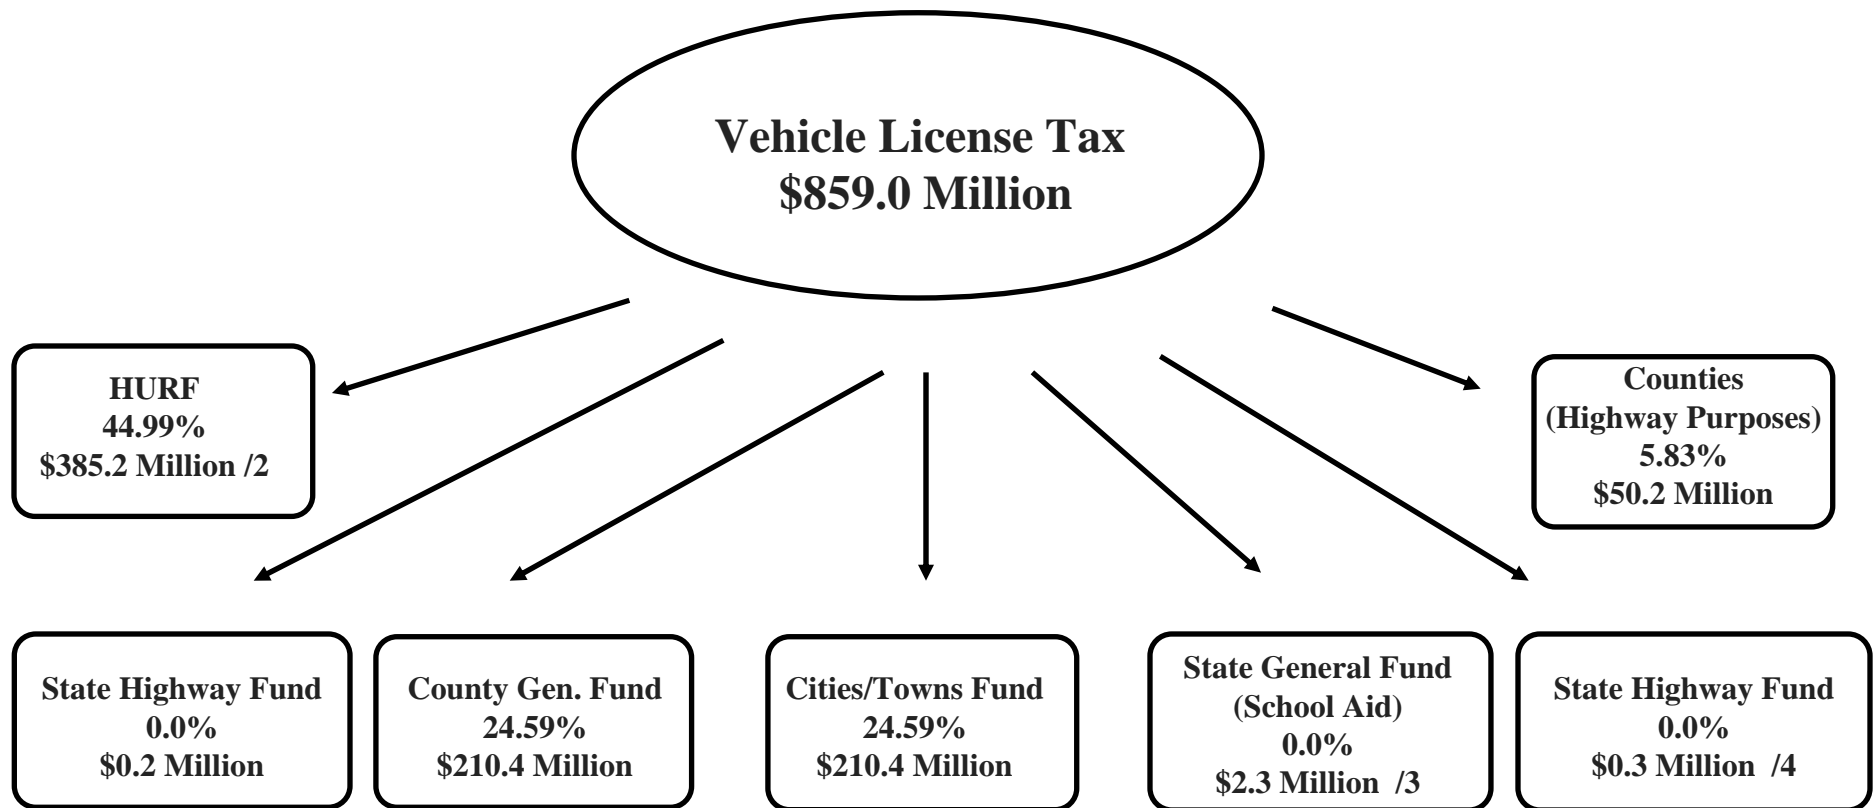 Vehicle License Tax
$859.0 Million
HURF
44.99%
$385.2 Million /2
Counties
(Highway Purposes)
5.83%
$50.2 Million
State Highway Fund
0.0%
$0.2 Million
County Gen. Fund
24.59%
$210.4 Million
Cities/Towns Fund
24.59%
$210.4 Million
State General Fund
(School Aid)
0.0%
$2.3 Million /3
State Highway Fund
0.0%
$0.3 Million /4